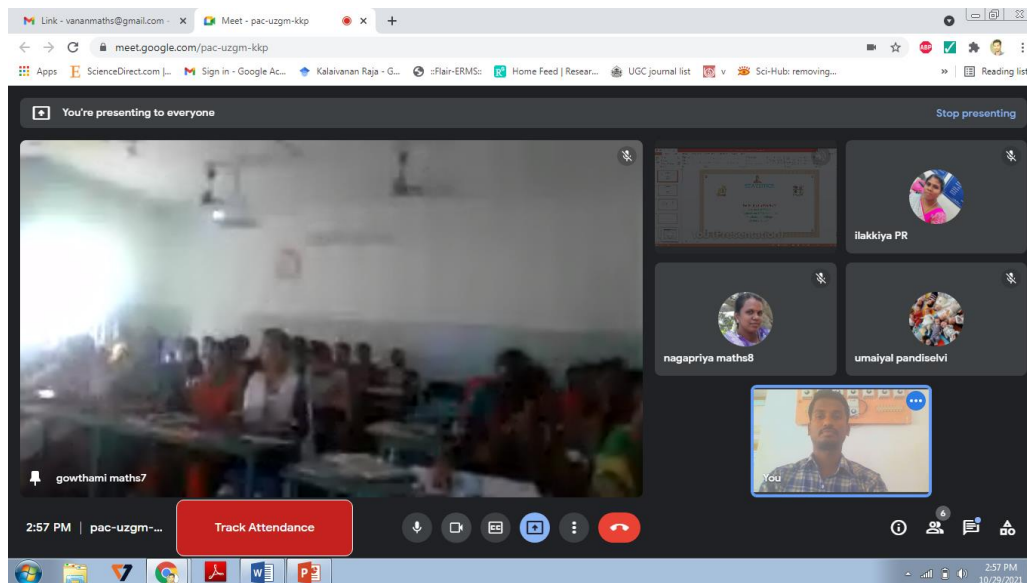 Link - vananmaths@gmail.com -
Meet - pac-uzgm-kkp
meet.google.com/pac-uzgm-kkp
Apps
ScienceDirect.com |...
Sign in - Google Ac...
Kalaivanan Raja - G...
::Flair-ERMS::
Home Feed | Resear...
UGC journal list
v
Sci-Hub: removing...
»
Reading list
You're presenting to everyone
Stop presenting
ilakkiya PR
nagapriya maths8
umaiyal pandiselvi
You
gowthami maths7
2:57 PM | pac-uzgm-...
Track Attendance
6
2:57 PM